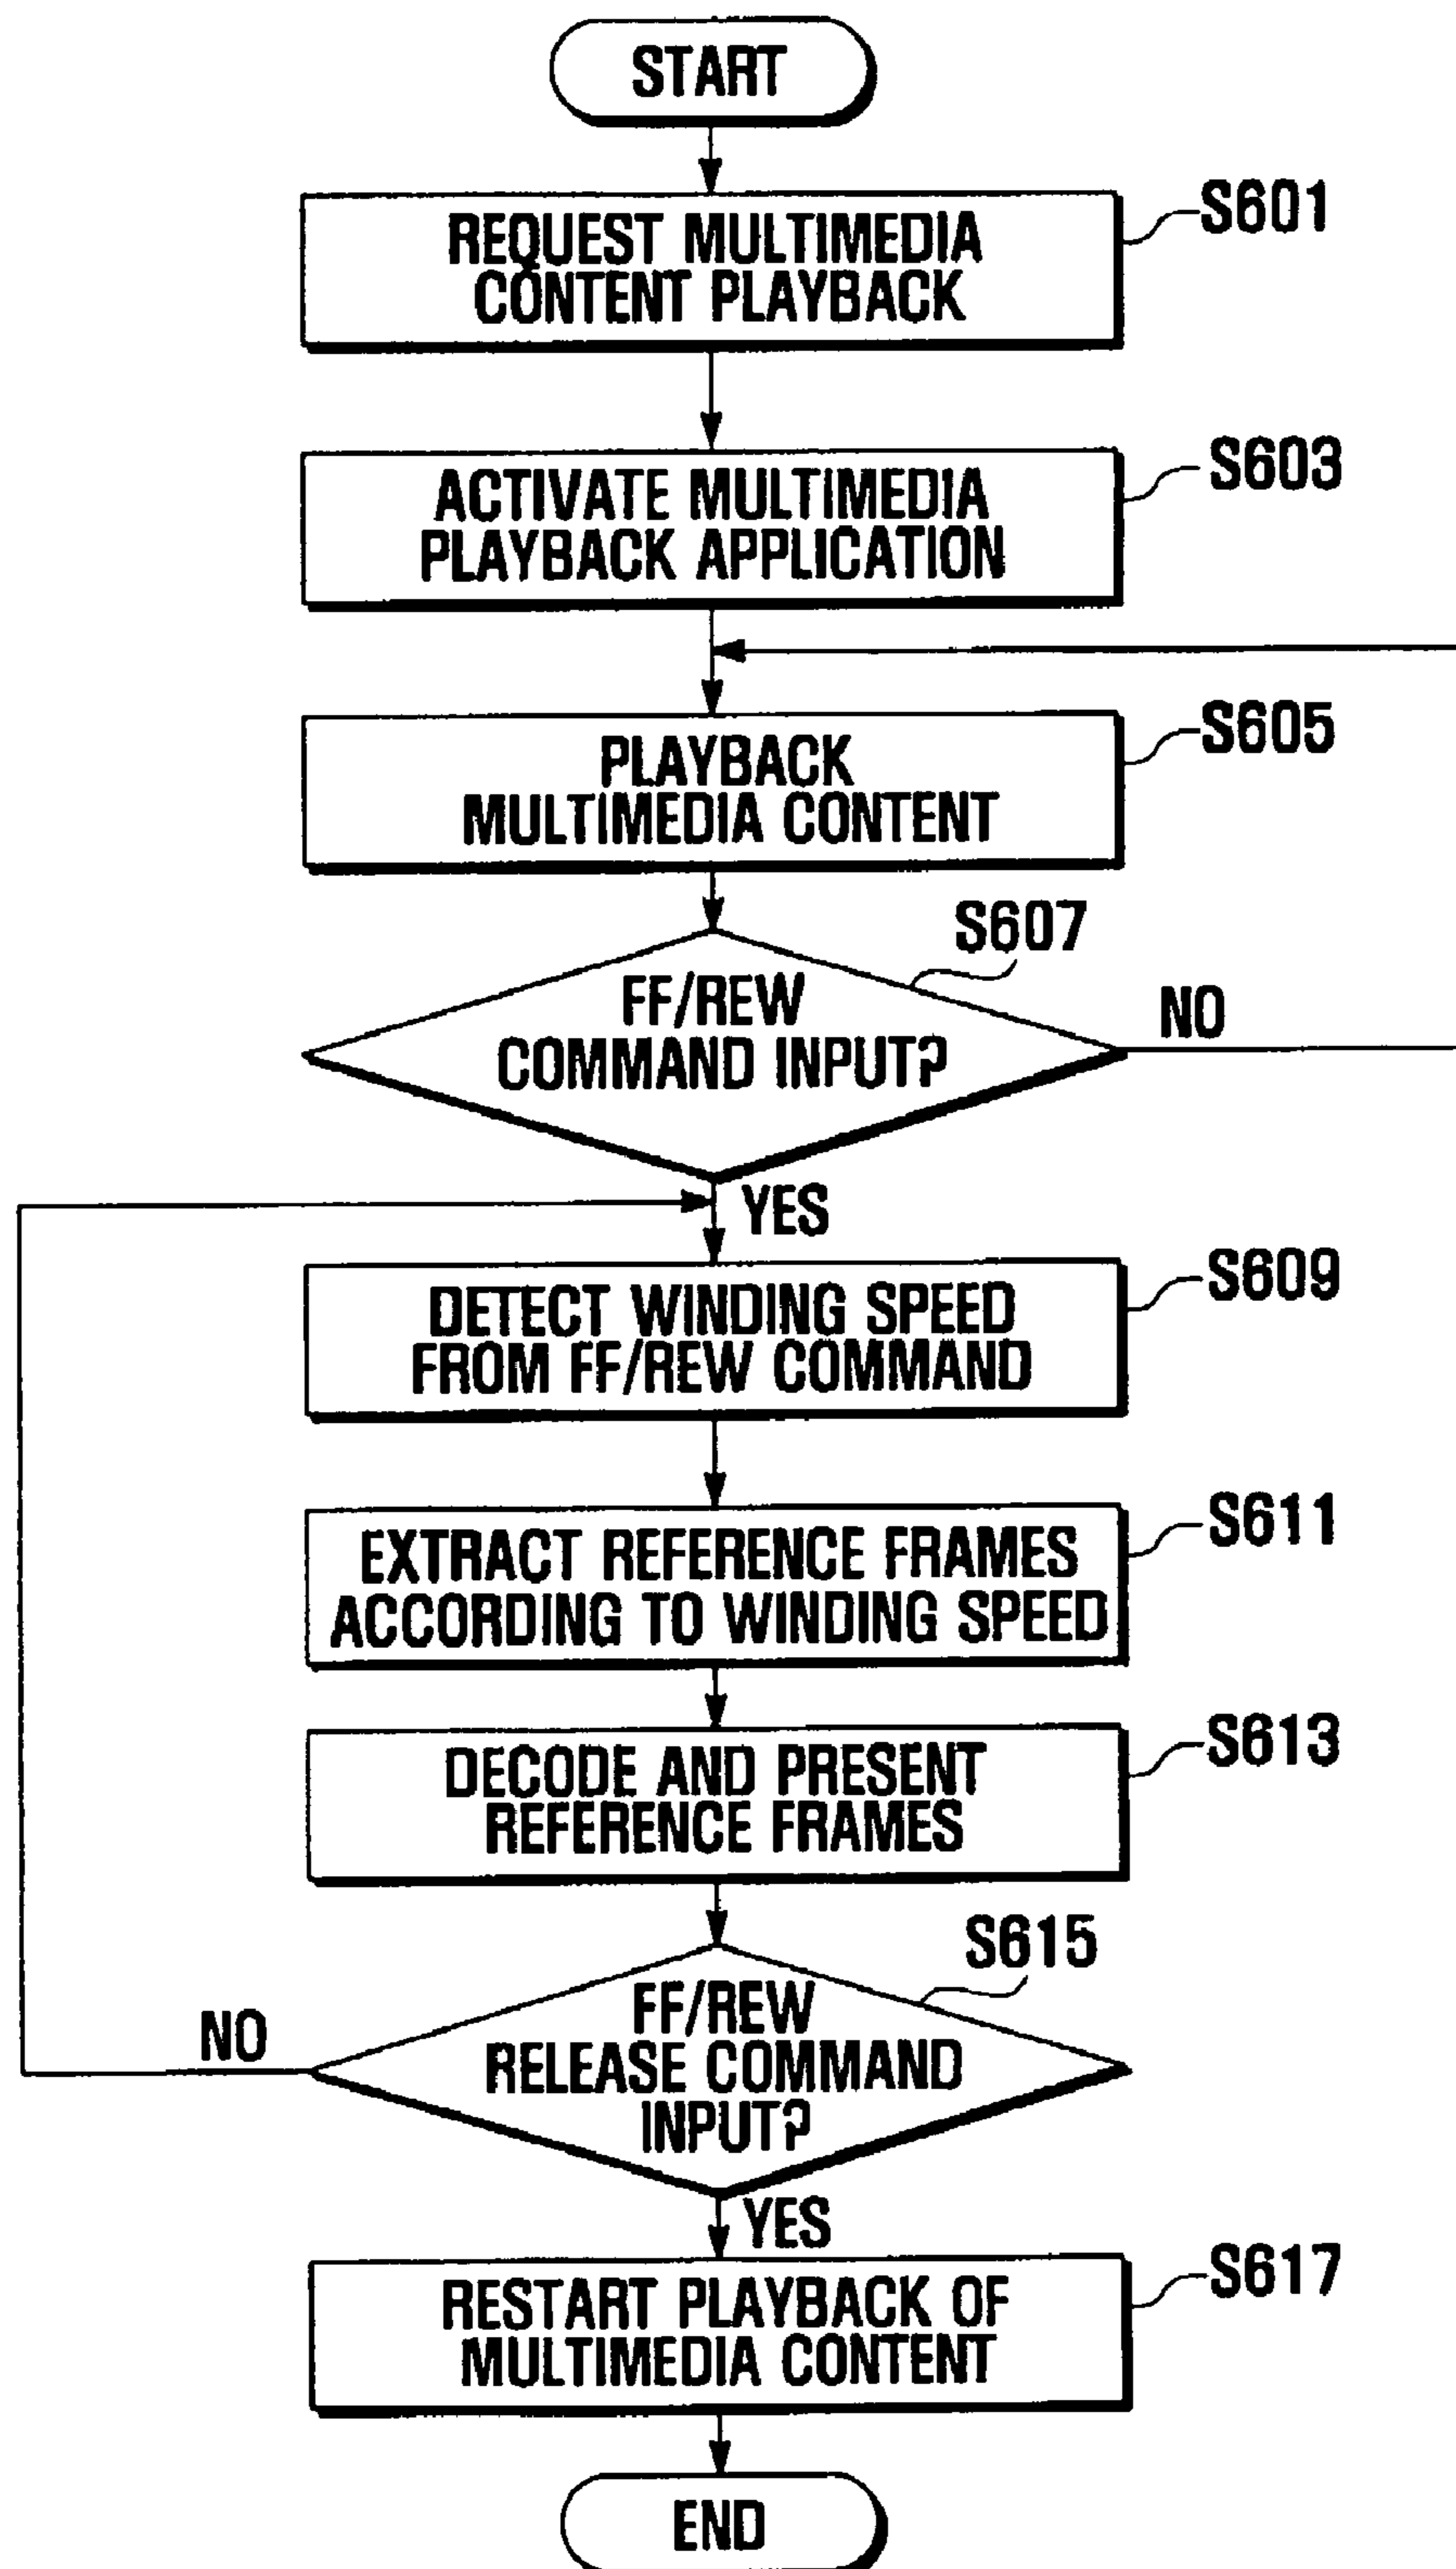 START
REQUEST MULTIMEDIA
CONTENT PLAYBACK
S601
ACTIVATE MULTIMEDIA
PLAYBACK APPLICATION
S603
PLAYBACK
MULTIMEDIA CONTENT
S605
S607
FF/REW
COMMAND INPUT?
NO
YES
DETECT WINDING SPEED
FROM FF/REW COMMAND
S609
EXTRACT REFERENCE FRAMES
ACCORDING TO WINDING SPEED
S611
DECODE AND PRESENT
REFERENCE FRAMES
S613
S615
FF/REW
RELEASE COMMAND
INPUT?
NO
YES
RESTART PLAYBACK OF
MULTIMEDIA CONTENT
S617
END